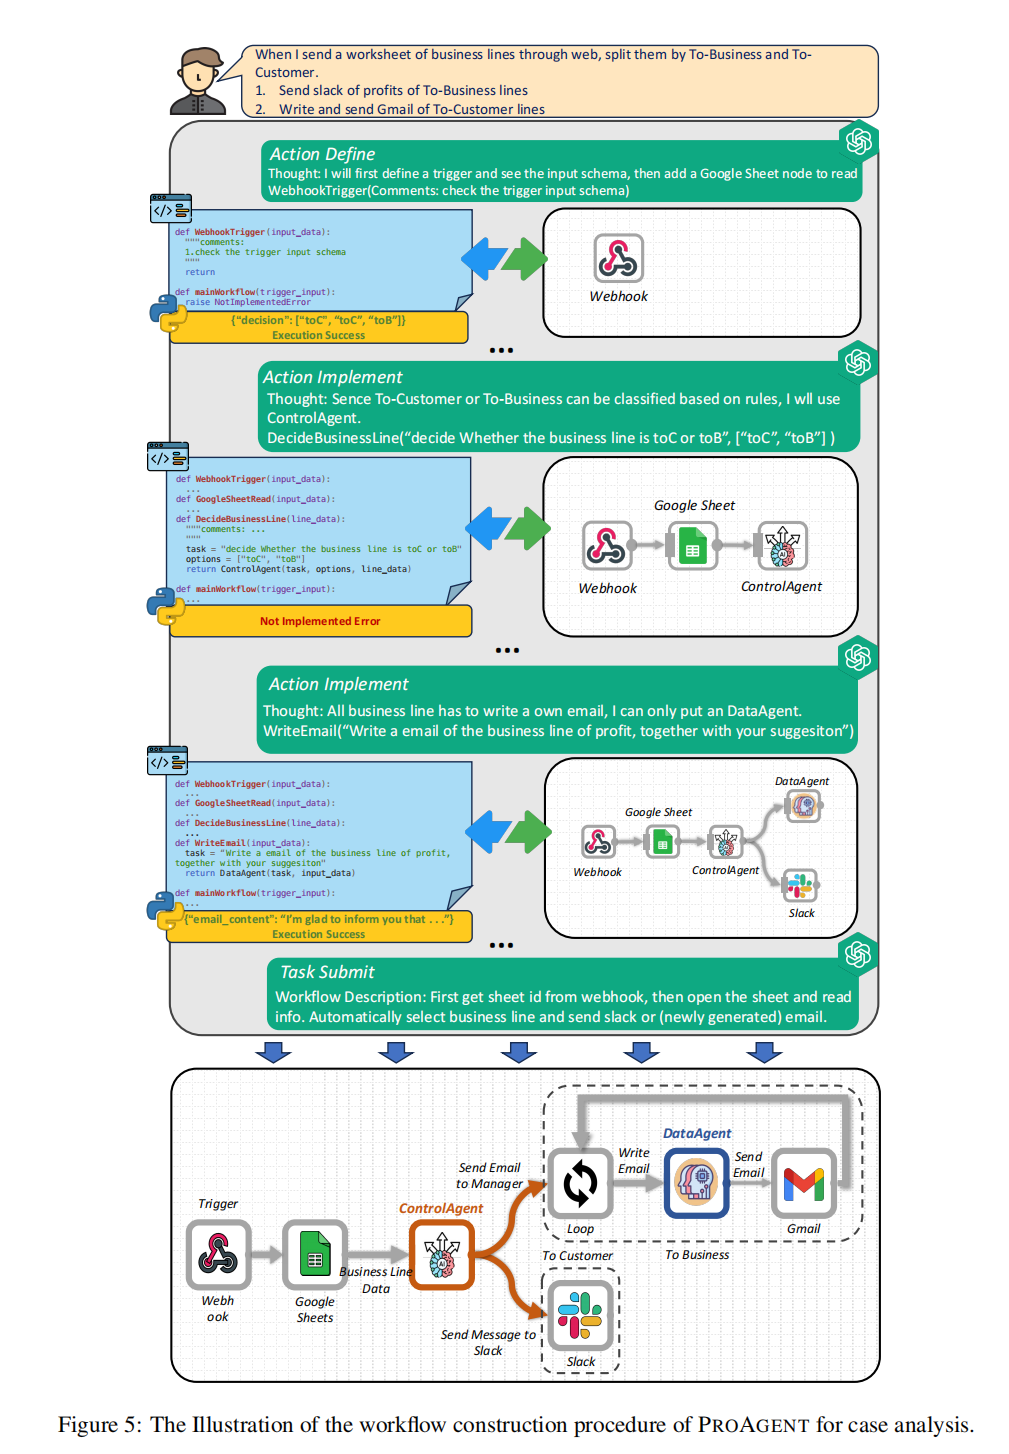 When I send a worksheet of business lines through web, split them by To-Business and To-
Customer.
1. Send slack of profits of To-Business lines
2. Write and send Gmail of To-Customer lines
Action Define
Thought: I will first define a trigger and see the input schema, then add a Google Sheet node to read
WebhookTrigger(Comments: check the trigger input schema)
def WebhookTrigger(input_data):
"""comments:
1.check the trigger input schema
"""
return
def mainWorkflow(trigger_input):
raise NotImplementedError
{"decision": ["toC", "toC", "toB"]}
Execution Success
Webhook
...
Action Implement
Thought: Sence To-Customer or To-Business can be classified based on rules, I wll use
ControlAgent.
DecideBusinessLine("decide Whether the business line is toC or toB", ["toC", "toB"] )
def WebhookTrigger(input_data):
...
def GoogleSheetRead(input_data):
...
def DecideBusinessLine(line_data):
"""comments: ...
"""
task = "decide Whether the business line is toC or toB"
options = ["toC", "toB"]
return ControlAgent(task, options, line_data)
def mainWorkflow(trigger_input):
...
Not Implemented Error
Google Sheet
Webhook
ControlAgent
...
Action Implement
Thought: All business line has to write a own email, I can only put an DataAgent.
WriteEmail("Write a email of the business line of profit, together with your suggesiton")
def WebhookTrigger(input_data):
...
def GoogleSheetRead(input_data):
...
def DecideBusinessLine(line_data):
...
def WriteEmail(input_data):
task = "Write a email of the business line of profit,
together with your suggesiton"
return DataAgent(task, input_data)
def mainWorkflow(trigger_input):
...
{"email_content": "I'm glad to inform you that . . ."}
Execution Success
DataAgent
Google Sheet
Webhook
ControlAgent
Slack
...
Task Submit
Workflow Description: First get sheet id from webhook, then open the sheet and read
info. Automatically select business line and send slack or (newly generated) email.
Trigger
Webh
ook
Google
Sheets
Business Line
Data
ControlAgent
AI
Send Email
to Manager
Send Message to
Slack
Loop
Write
Email
DataAgent
Send
Email
Gmail
To Customer
To Business
Slack
Figure 5: The Illustration of the workflow construction procedure of PROAGENT for case analysis.